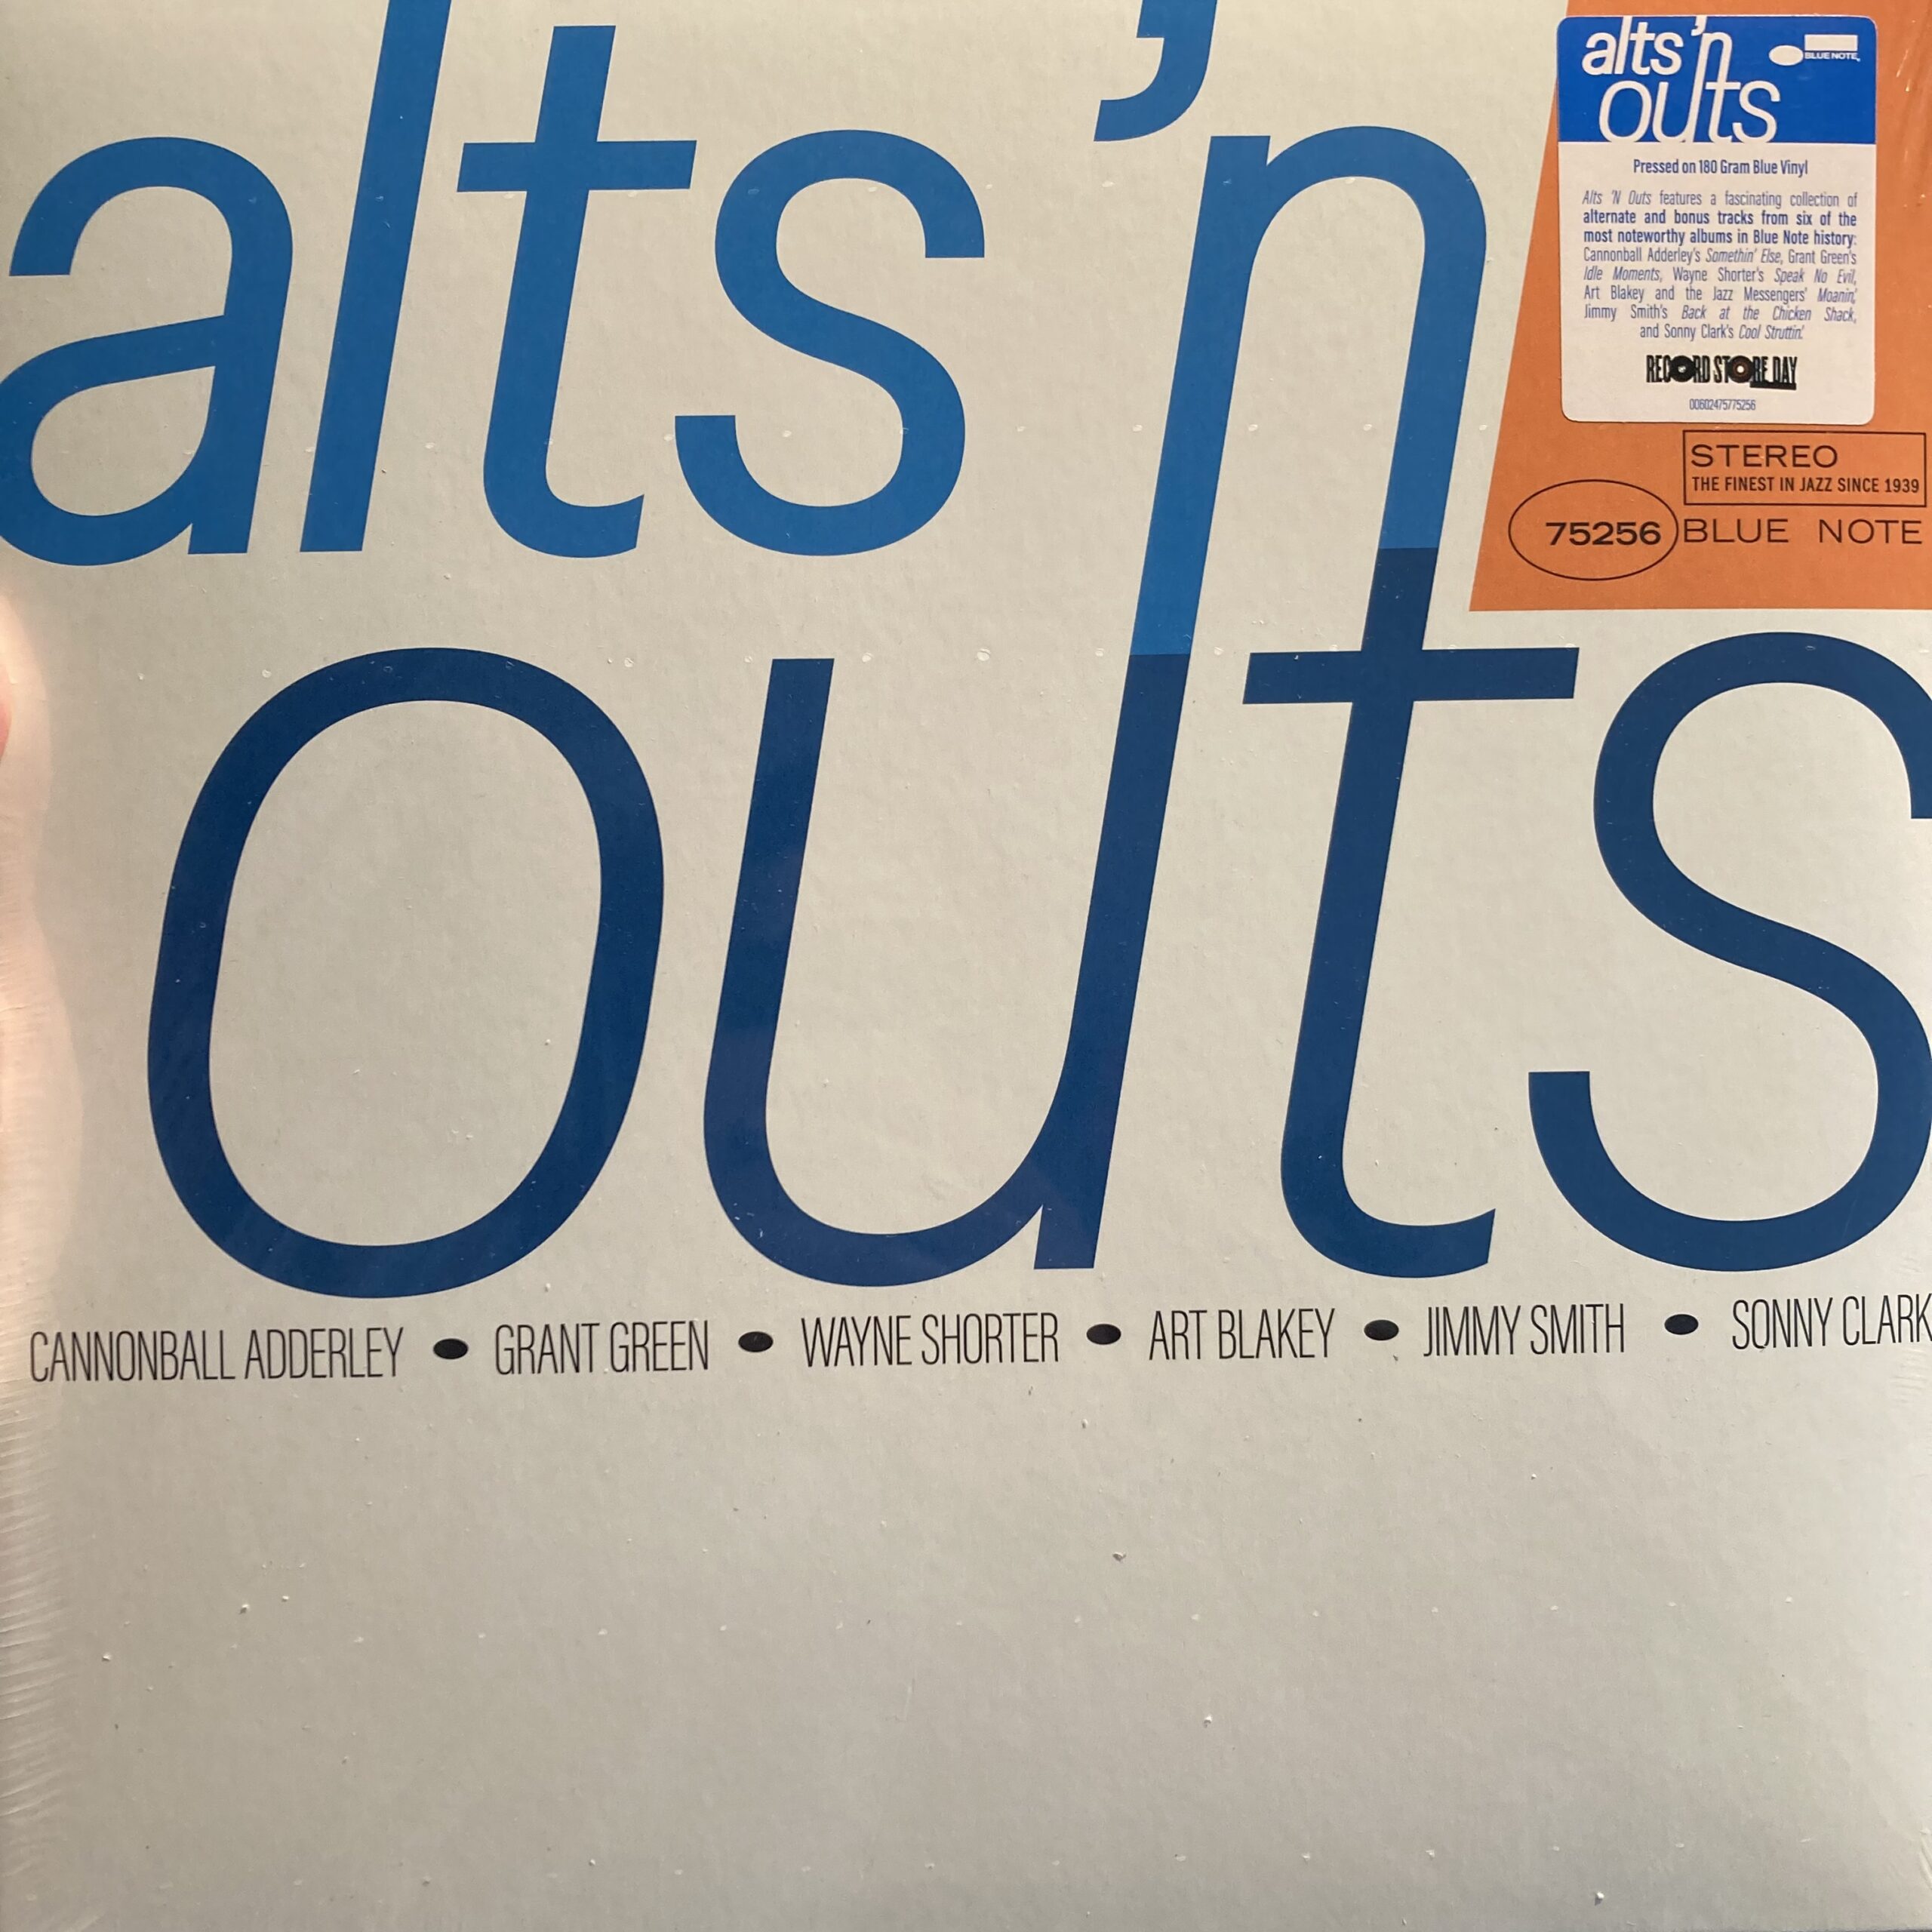 alts 'n
outs
alts 'n
outs
BLUE NOTE
Pressed on 180 Gram Blue Vinyl
Alts 'N Outs features a fascinating collection of
alternate and bonus tracks from six of the
most noteworthy albums in Blue Note history:
Cannonball Adderley's Somethin' Else, Grant Green's
Idle Moments, Wayne Shorter's Speak No Evil,
Art Blakey and the Jazz Messengers' Moanin',
Jimmy Smith's Back at the Chicken Shack,
and Sonny Clark's Cool Struttin'.
RECORD STORE DAY
00602475775256
STEREO
THE FINEST IN JAZZ SINCE 1939
75256 BLUE NOTE
CANNONBALL ADDERLEY • GRANT GREEN • WAYNE SHORTER • ART BLAKEY • JIMMY SMITH • SONNY CLARK